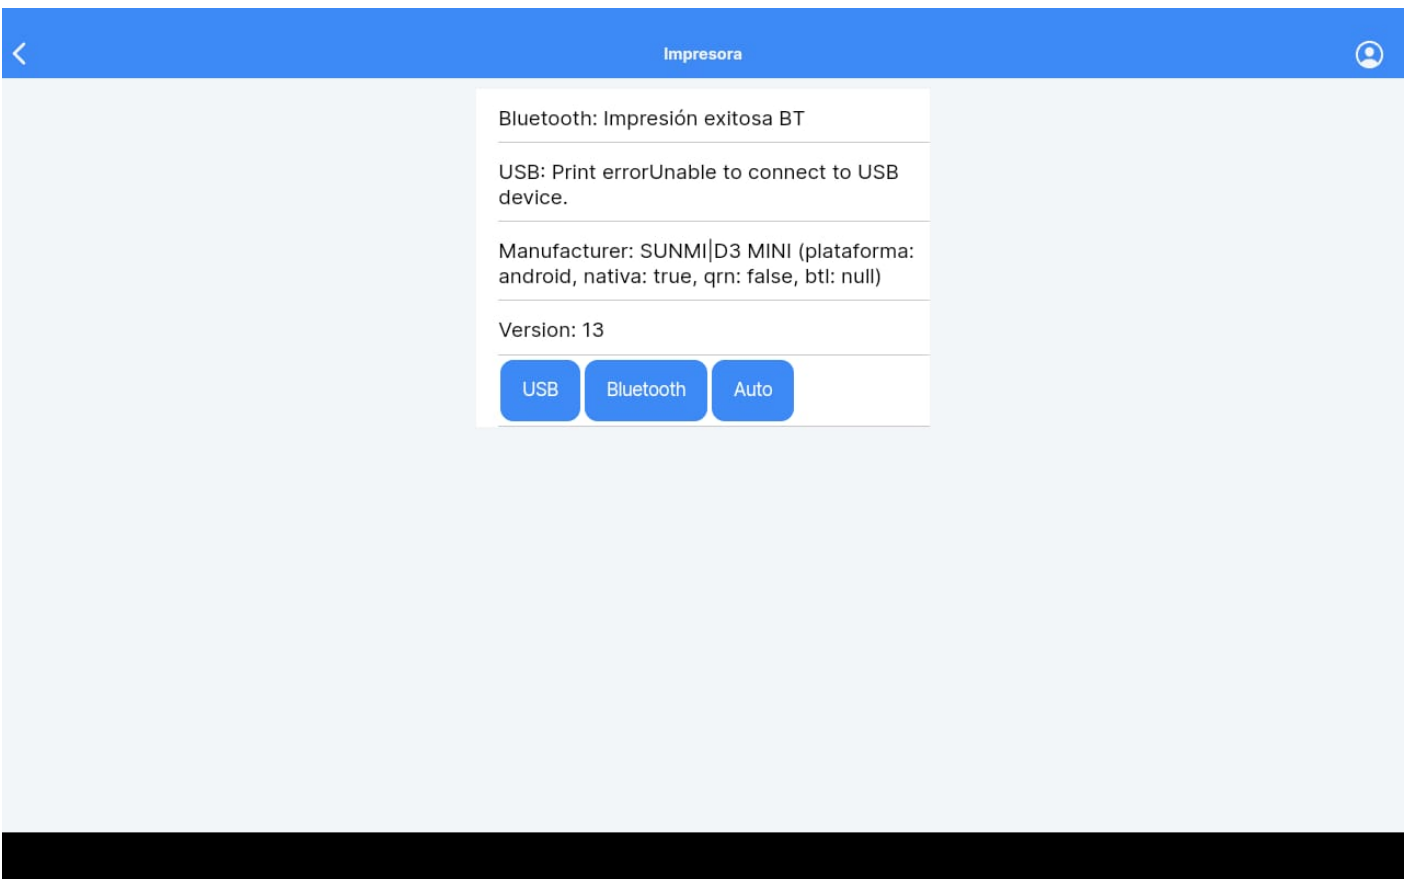 Impresora
Bluetooth: Impresión exitosa BT
USB: Print errorUnable to connect to USB
device.
Manufacturer: SUNMI|D3 MINI (plataforma:
android, nativa: true, qrn: false, btl: null)
Version: 13
USB Bluetooth Auto